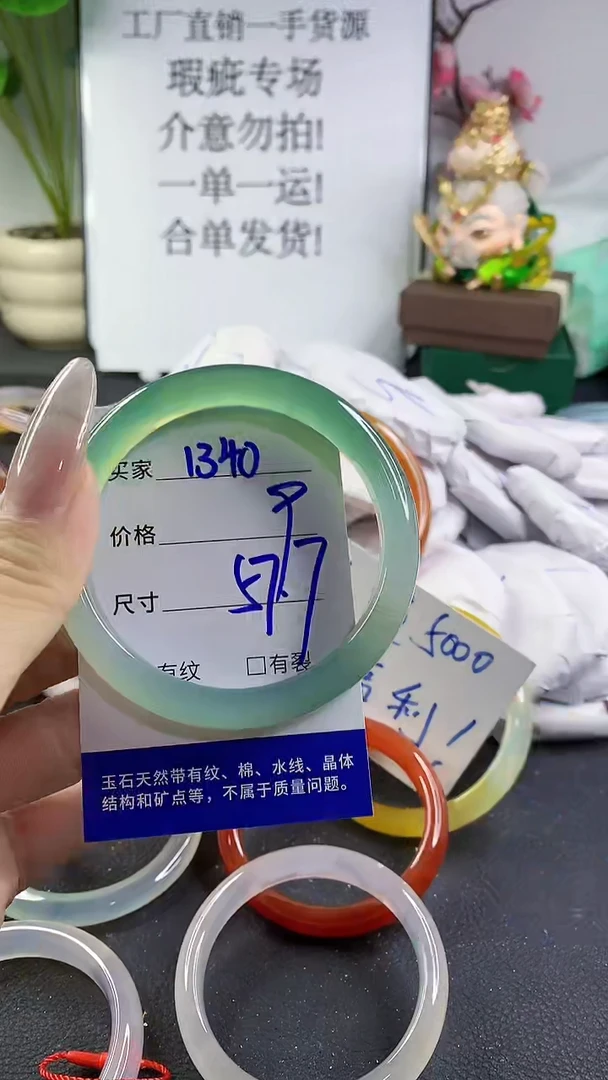 工厂直销一手货源
瑕疵专场
介意勿拍!
一单一运!
合单发货!
买家 1340
价格
尺寸 57.7
有纹 □有裂
5000
利!
玉石天然带有纹、棉、水线、晶体
结构和矿点等，不属于质量问题。